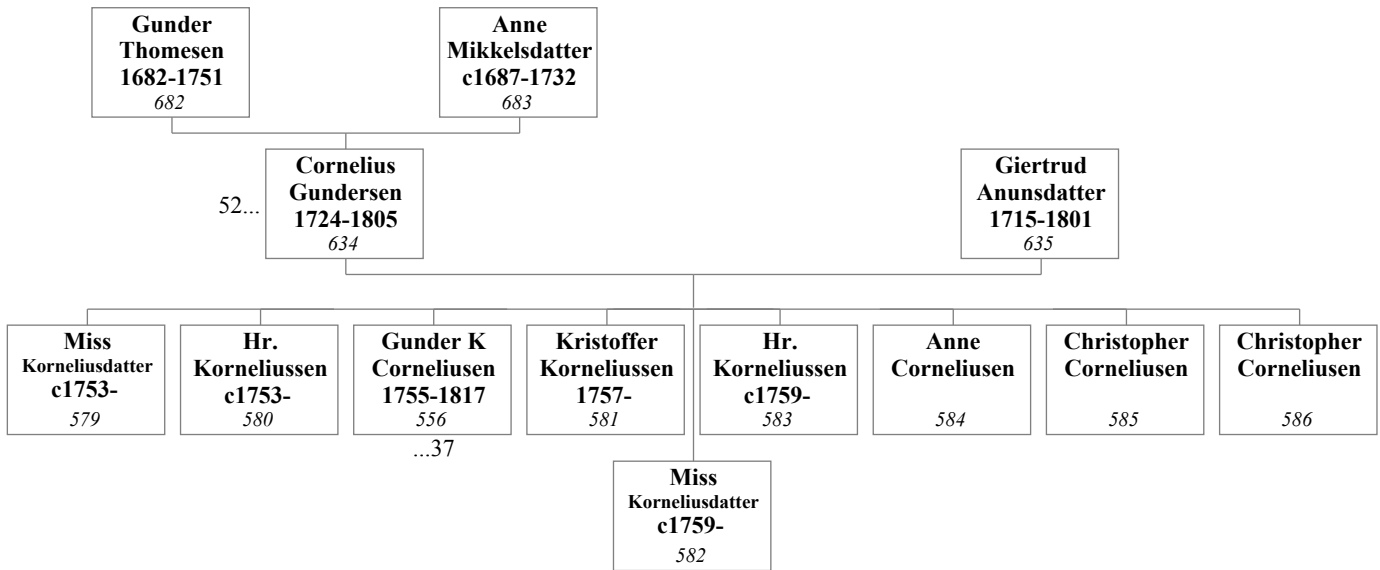 Gunder
Thomesen
1682-1751
682
Anne
Mikkelsdatter
c1687-1732
683
52...
Cornelius
Gundersen
1724-1805
634
Giertrud
Anunsdatter
1715-1801
635
Miss
Korneliusdatter
c1753-
579
Hr.
Korneliussen
c1753-
580
Gunder K
Corneliusen
1755-1817
556
...37
Kristoffer
Korneliussen
1757-
581
Hr.
Korneliussen
c1759-
583
Anne
Corneliusen
584
Christopher
Corneliusen
585
Christopher
Corneliusen
586
Miss
Korneliusdatter
c1759-
582